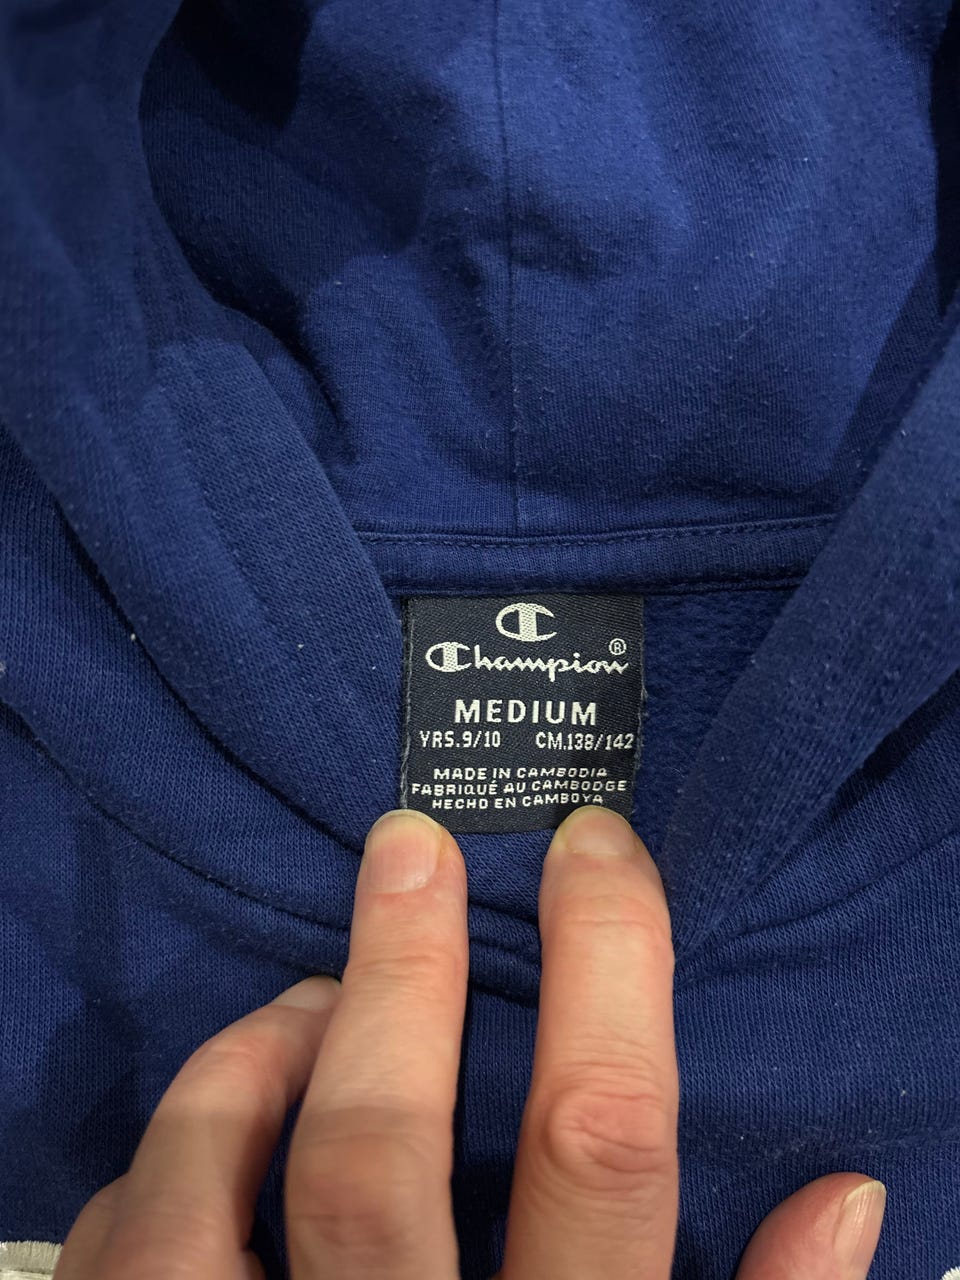 Champion®
MEDIUM
YRS.9/10 CM.138/142
MADE IN CAMBODIA
FABRIQUÉ AU CAMBODGE
HECHO EN CAMBOYA